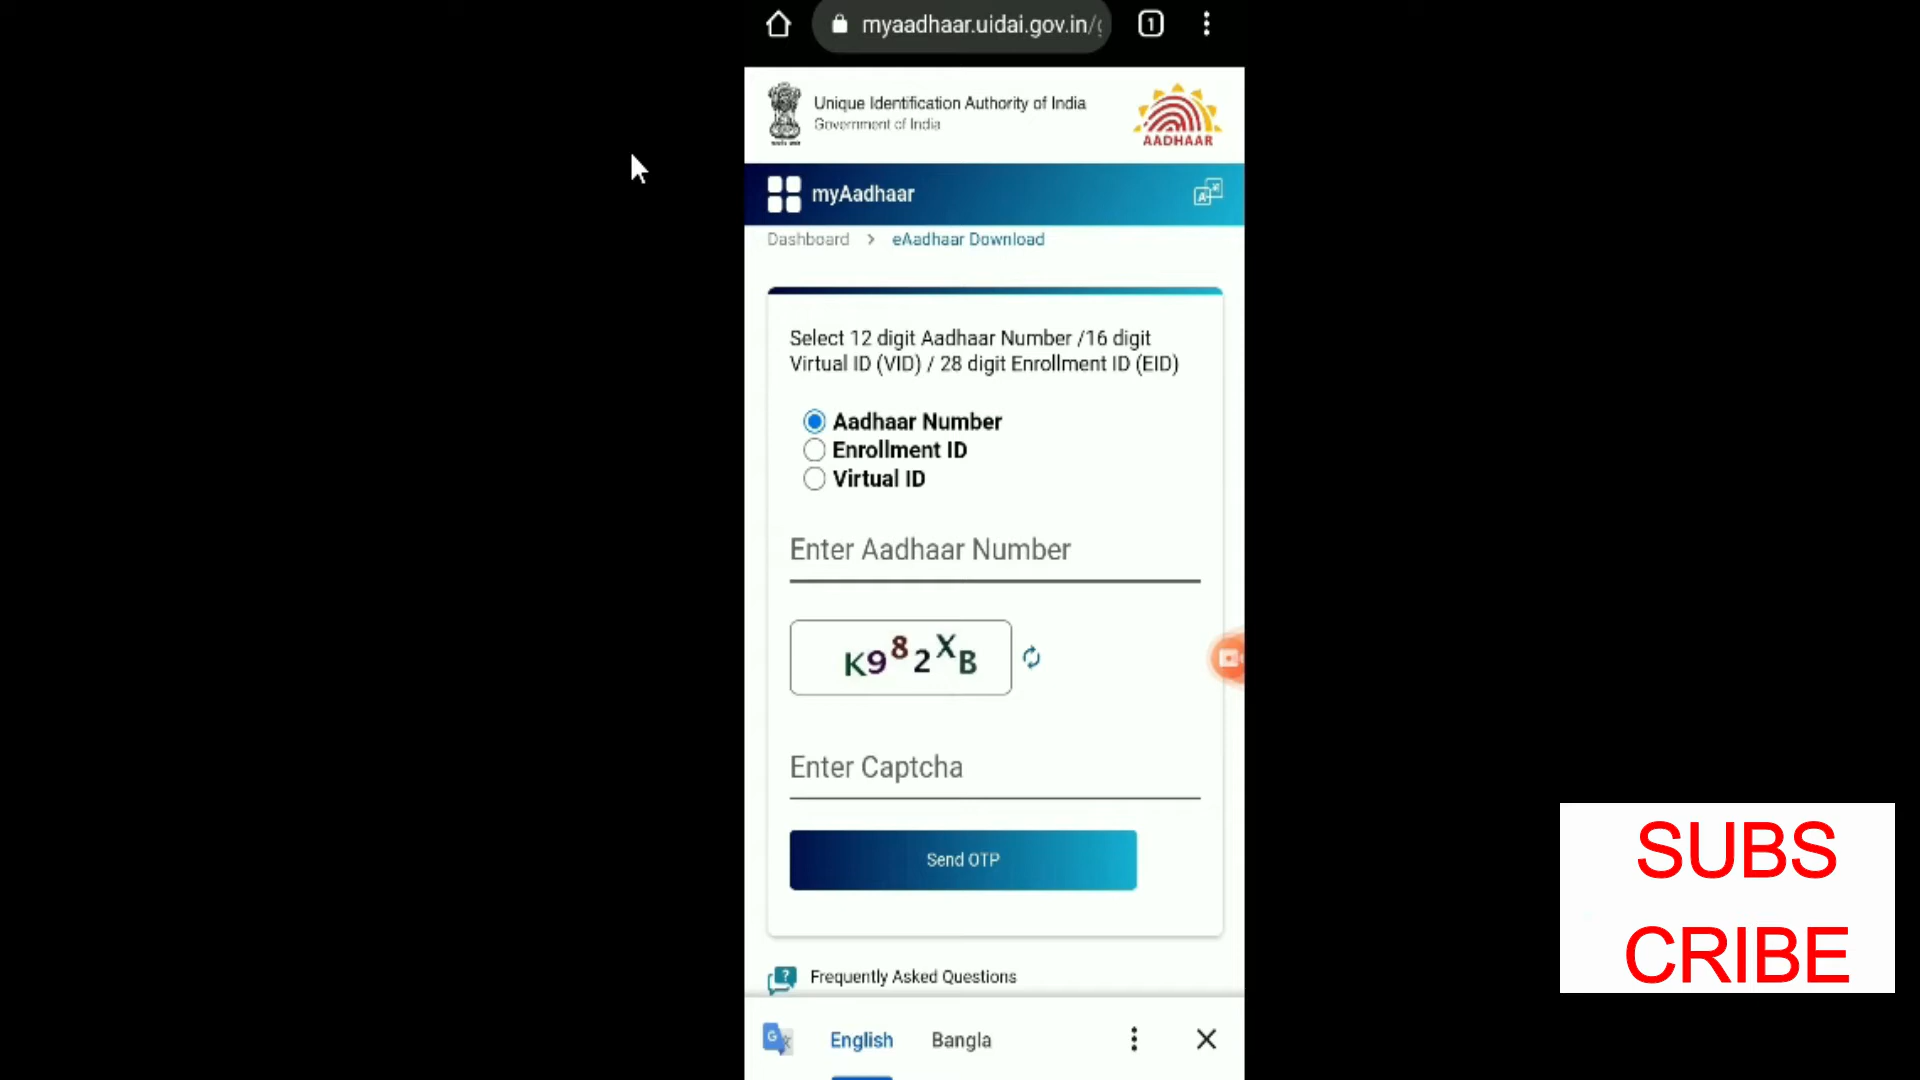 myaadhaar.uidai.gov.in/
1
Unique Identification Authority of India
Government of India
AADHAAR
myAadhaar
Dashboard > eAadhaar Download
Select 12 digit Aadhaar Number /16 digit
Virtual ID (VID) / 28 digit Enrollment ID (EID)
Aadhaar Number
Enrollment ID
Virtual ID
Enter Aadhaar Number
K982XB
Enter Captcha
Send OTP
Frequently Asked Questions
English Bangla
SUBS
CRIBE